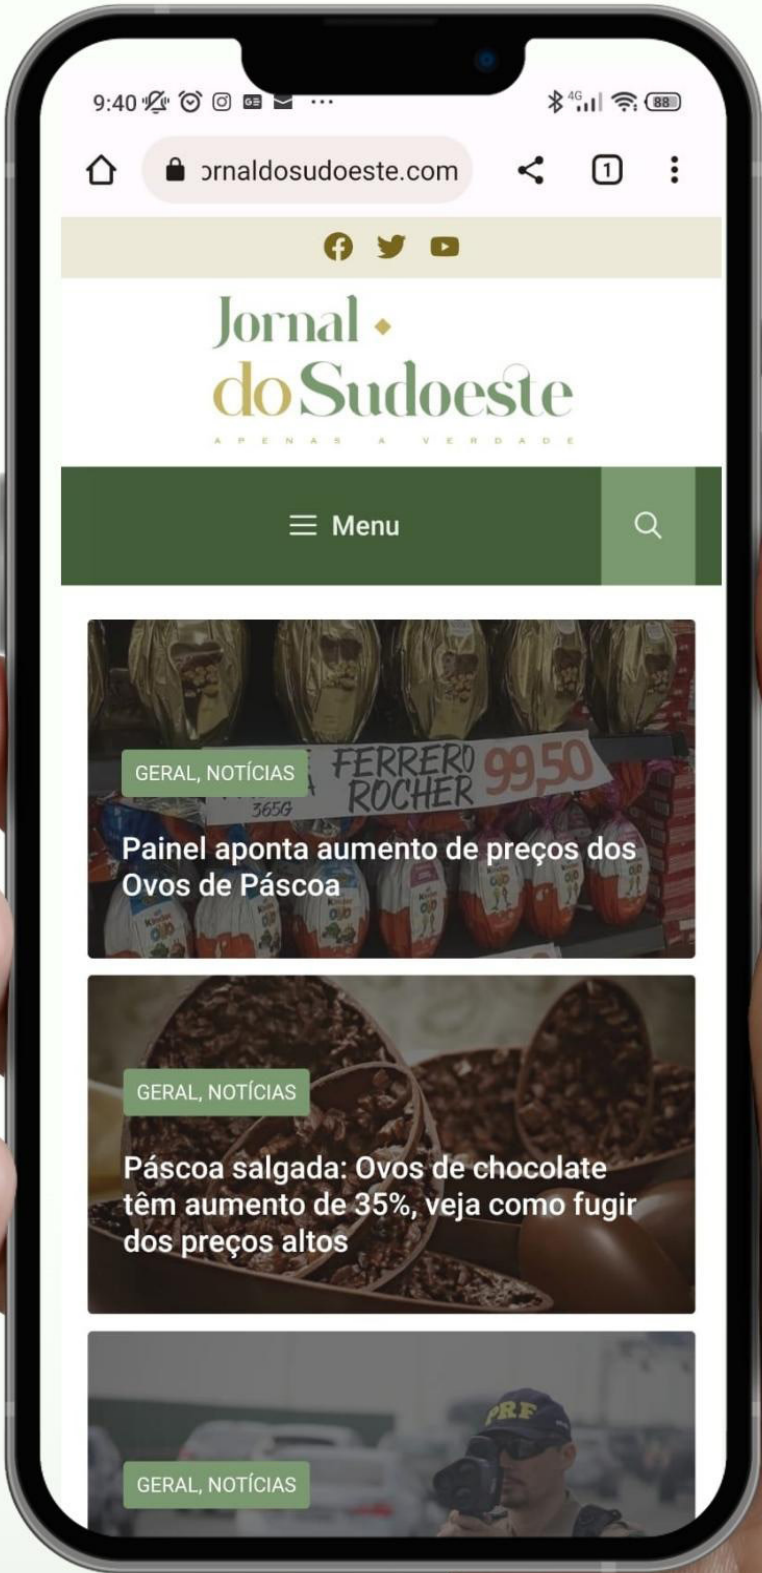 9:40
4G
88
1
ornaldosudoeste.com
Jornal
do Sudoeste
APENAS A VERDADE
Menu
FERRERO
ROCHER
99,50
365G
GERAL, NOTÍCIAS
Painel aponta aumento de preços dos
Ovos de Páscoa
GERAL, NOTÍCIAS
Páscoa salgada: Ovos de chocolate
têm aumento de 35%, veja como fugir
dos preços altos
PRF
GERAL, NOTÍCIAS